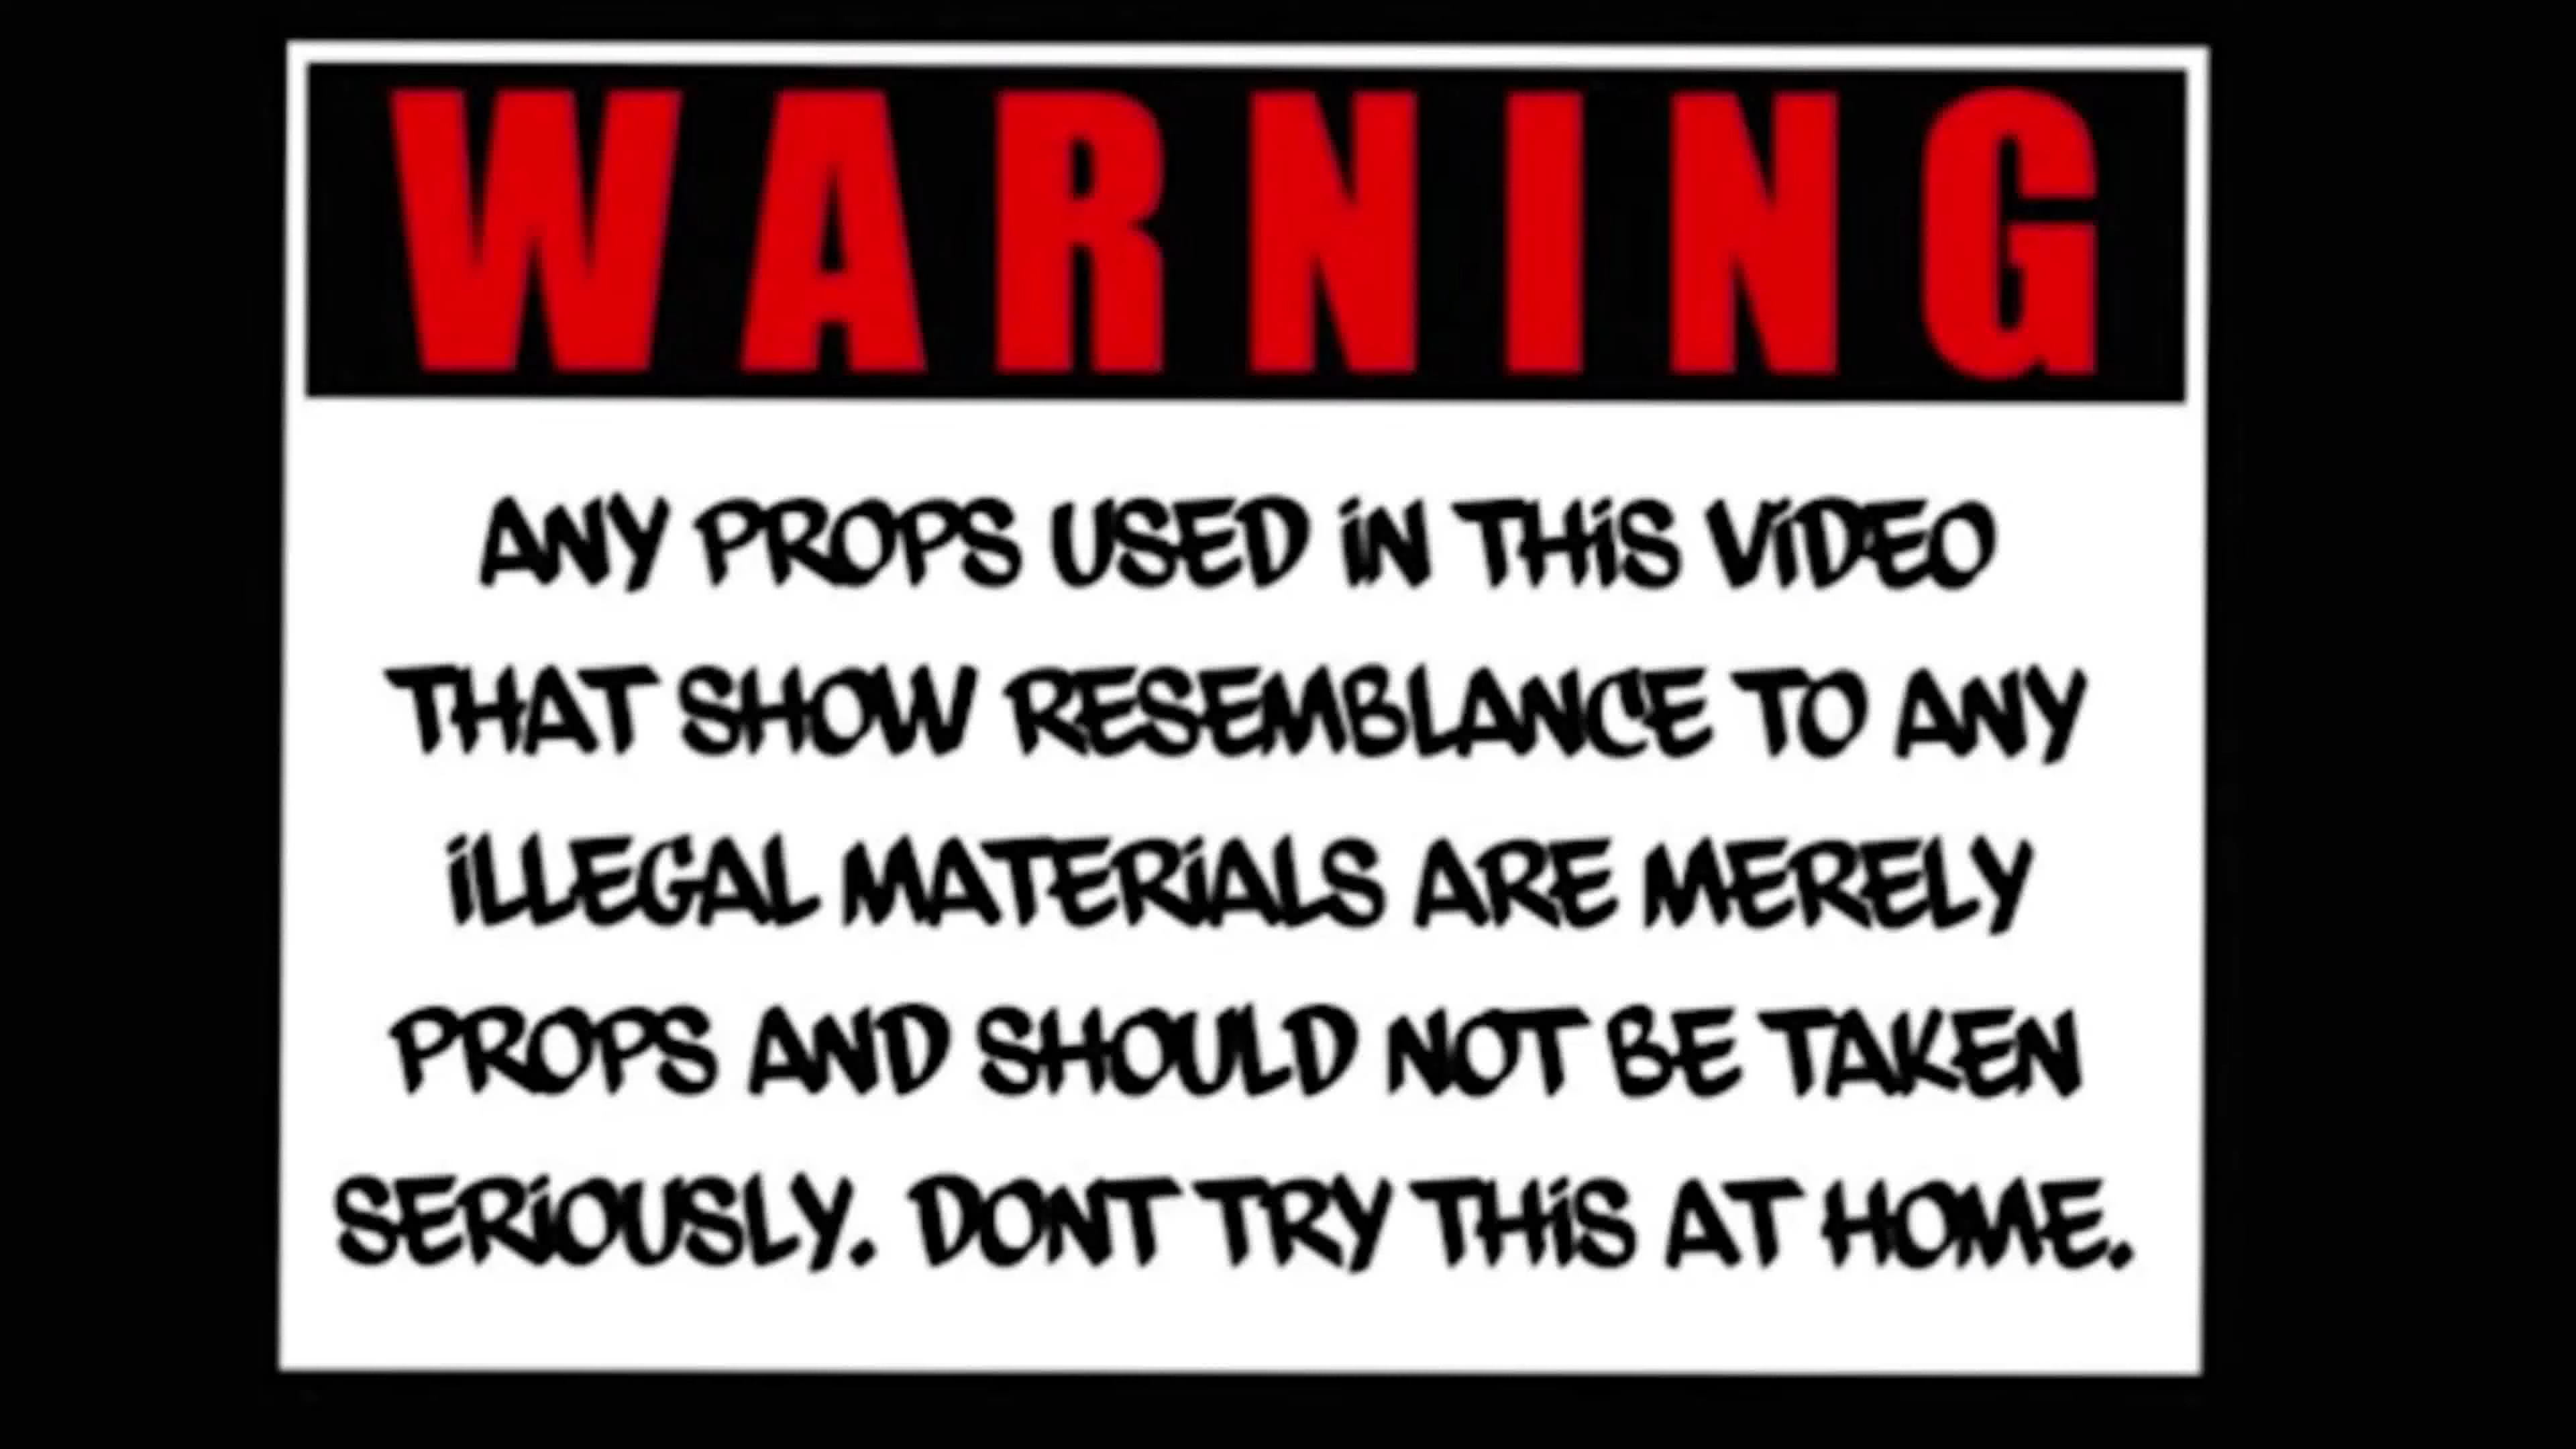 WARNING
ANY PROPS USED iN THiS ViDEO
THAT SHOW RESEMBLANCE TO ANY
iLLEGAL MATERiALS ARE MERELY
PROPS AND SHOULD NOT BE TAKEN
SERiOUSLY. DONT TRY THiS AT HOME.